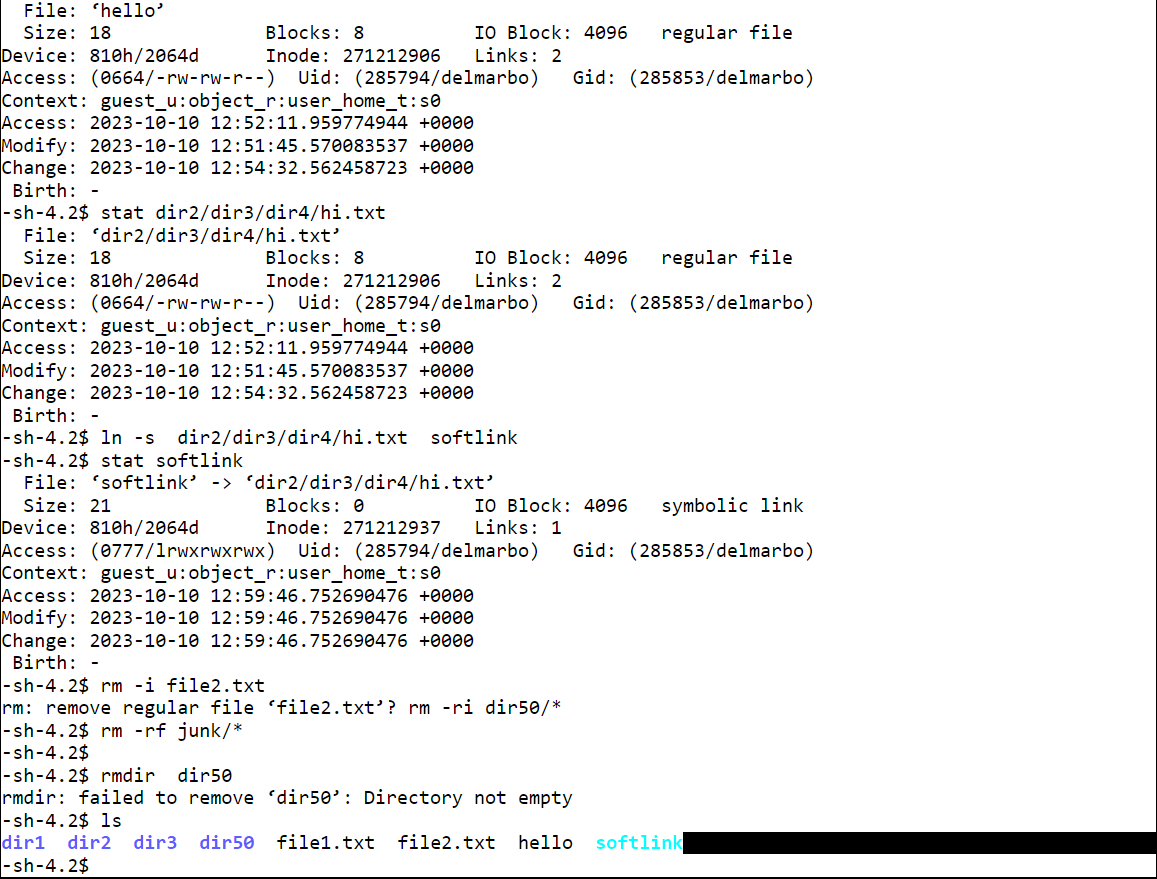 File: ‘hello’
Size: 18 Blocks: 8 IO Block: 4096 regular file
Device: 810h/2064d Inode: 271212906 Links: 2
Access: (0664/-rw-rw-r--) Uid: (285794/delmarbo) Gid: (285853/delmarbo)
Context: guest_u:object_r:user_home_t:s0
Access: 2023-10-10 12:52:11.959774944 +0000
Modify: 2023-10-10 12:51:45.570083537 +0000
Change: 2023-10-10 12:54:32.562458723 +0000
Birth: -
-sh-4.2$ stat dir2/dir3/dir4/hi.txt
File: ‘dir2/dir3/dir4/hi.txt’
Size: 18 Blocks: 8 IO Block: 4096 regular file
Device: 810h/2064d Inode: 271212906 Links: 2
Access: (0664/-rw-rw-r--) Uid: (285794/delmarbo) Gid: (285853/delmarbo)
Context: guest_u:object_r:user_home_t:s0
Access: 2023-10-10 12:52:11.959774944 +0000
Modify: 2023-10-10 12:51:45.570083537 +0000
Change: 2023-10-10 12:54:32.562458723 +0000
Birth: -
-sh-4.2$ ln -s dir2/dir3/dir4/hi.txt softlink
-sh-4.2$ stat softlink
File: ‘softlink’ -> ‘dir2/dir3/dir4/hi.txt’
Size: 21 Blocks: 0 IO Block: 4096 symbolic link
Device: 810h/2064d Inode: 271212937 Links: 1
Access: (0777/lrwxrwxrwx) Uid: (285794/delmarbo) Gid: (285853/delmarbo)
Context: guest_u:object_r:user_home_t:s0
Access: 2023-10-10 12:59:46.752690476 +0000
Modify: 2023-10-10 12:59:46.752690476 +0000
Change: 2023-10-10 12:59:46.752690476 +0000
Birth: -
-sh-4.2$ rm -i file2.txt
rm: remove regular file ‘file2.txt’? rm -ri dir50/*
-sh-4.2$ rm -rf junk/*
-sh-4.2$
-sh-4.2$ rmdir dir50
rmdir: failed to remove ‘dir50’: Directory not empty
-sh-4.2$ ls
dir1 dir2 dir3 dir50 file1.txt file2.txt hello softlink
-sh-4.2$